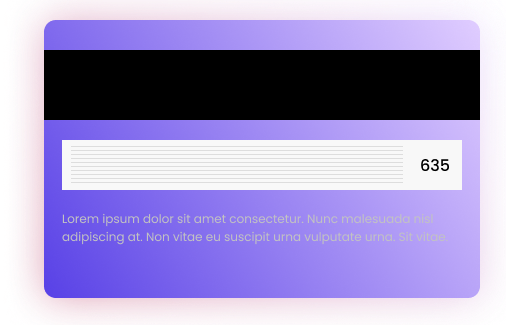 635
Lorem ipsum dolor sit amet consectetur. Nunc malesuada nisl
adipiscing at. Non vitae eu suscipit urna vulputate urna. Sit vitae.